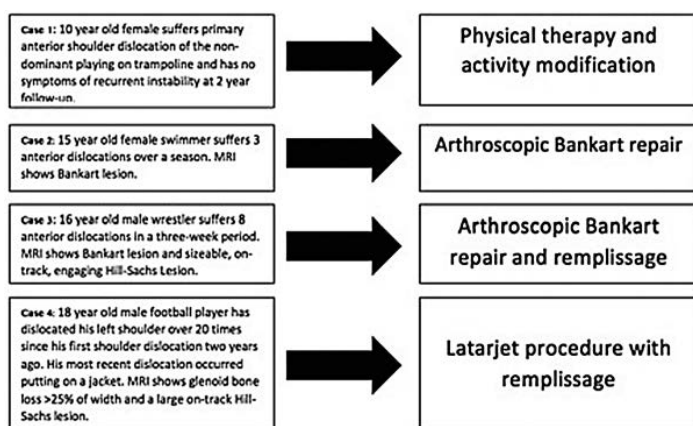 Case 1: 10 year old female suffers primary
anterior shoulder dislocation of the non-
dominant playing on trampoline and has no
symptoms of recurrent instability at 2 year
follow-up.
Physical therapy and
activity modification
Case 2: 15 year old female swimmer suffers 3
anterior dislocations over a season. MRI
shows Bankart lesion.
Arthroscopic Bankart repair
Case 3: 16 year old male wrestler suffers 8
anterior dislocations in a three-week period.
MRI shows Bankart lesion and sizeable, on-
track, engaging Hill-Sachs Lesion.
Arthroscopic Bankart
repair and remplissage
Case 4: 18 year old male football player has
dislocated his left shoulder over 20 times
since his first shoulder dislocation two years
ago. His most recent dislocation occurred
putting on a jacket. MRI shows glenoid bone
loss >25% of width and a large on-track Hill-
Sachs lesion.
Latarjet procedure with
remplissage